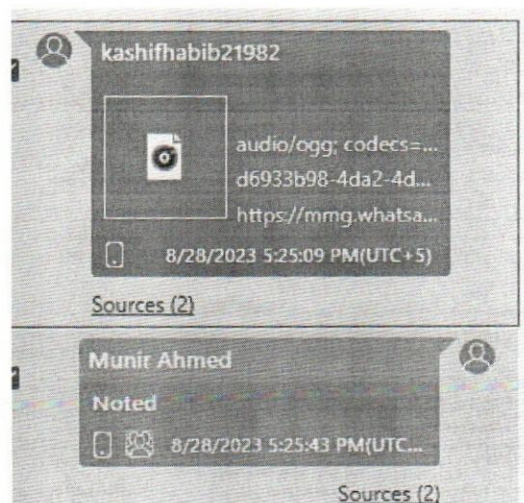 kashifhabib21982
audio/ogg; codecs=...
d6933b98-4da2-4d...
https://mmg.whatsa...
8/28/2023 5:25:09 PM(UTC+5)
Sources (2)
Munir Ahmed
Noted
8/28/2023 5:25:43 PM(UTC...
Sources (2)